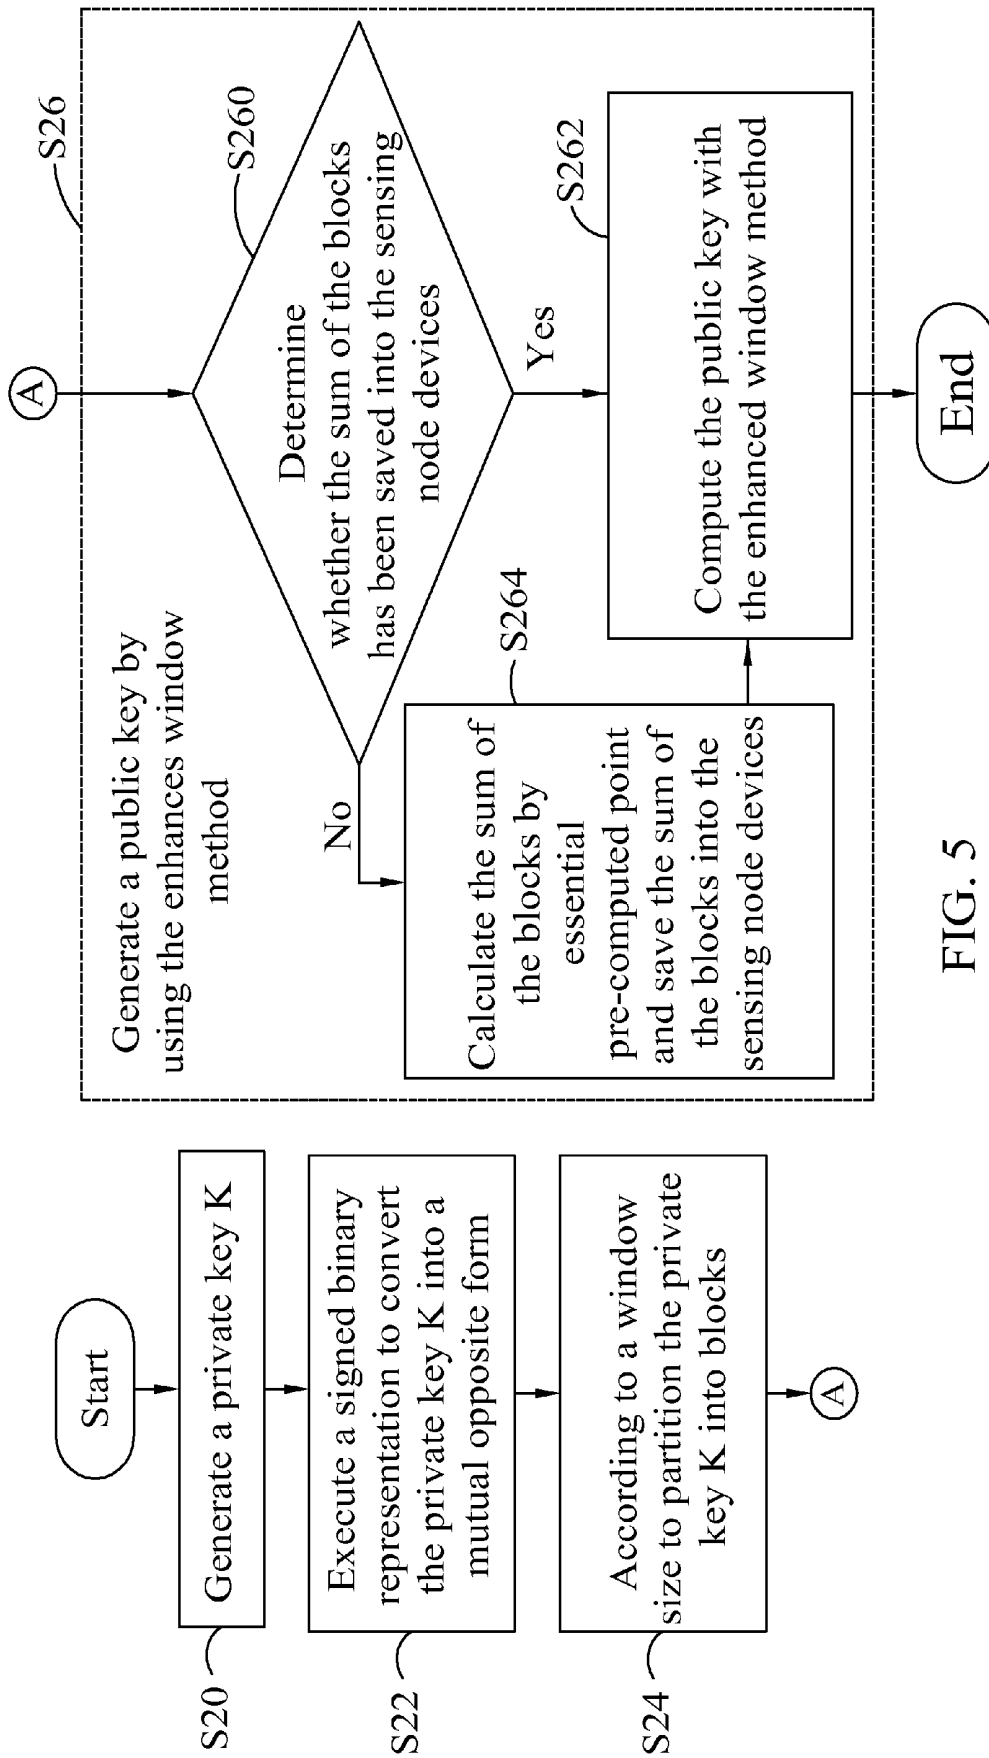 Start
S20
Generate a private key K
S22
Execute a signed binary
representation to convert
the private key K into a
mutual opposite form
S24
According to a window
size to partition the private
key K into blocks
A
A
S26
Generate a public key by
using the enhances window
method
S260
Determine
whether the sum of the blocks
has been saved into the sensing
node devices
No
Yes
S264
Calculate the sum of
the blocks by
essential
pre-computed point
and save the sum of
the blocks into the
sensing node devices
S262
Compute the public key with
the enhanced window method
End
FIG. 5